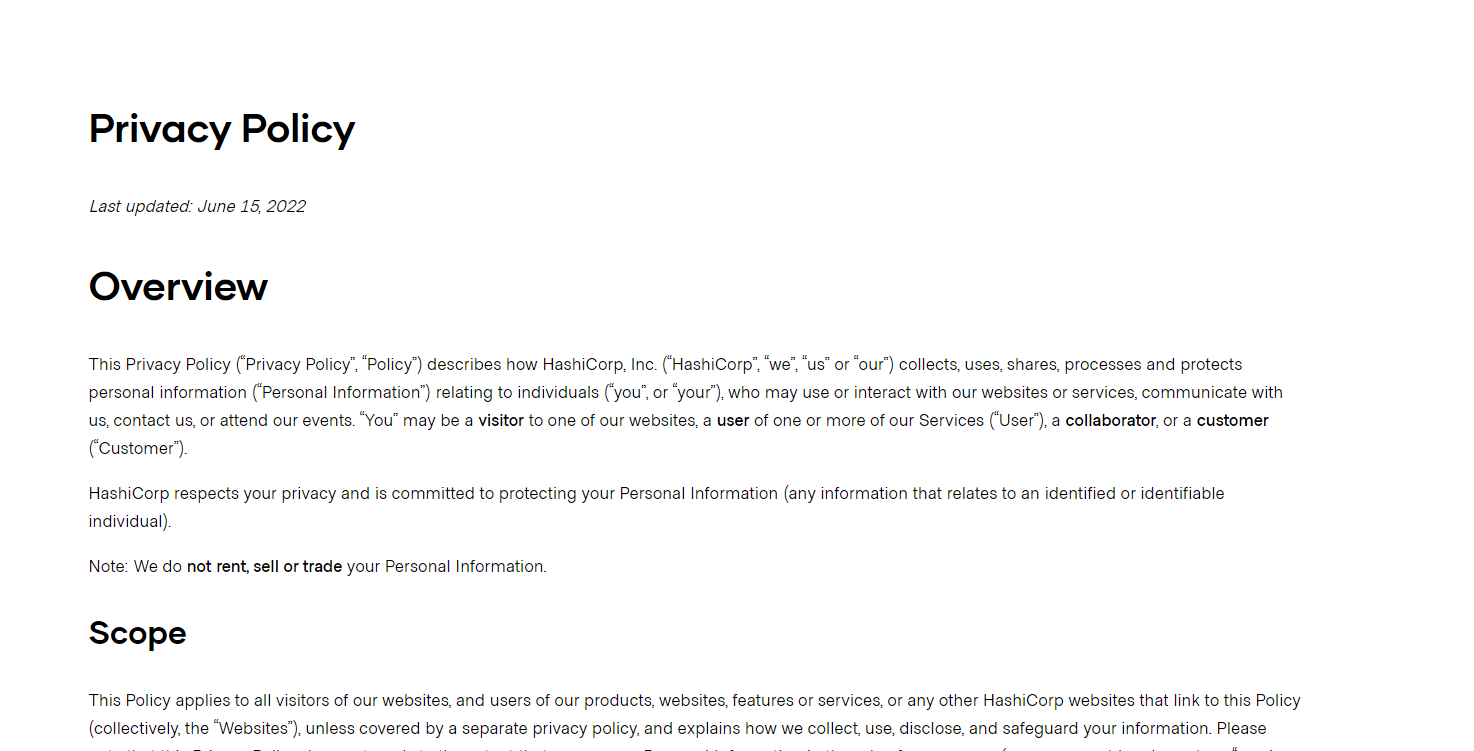 Privacy Policy
Last updated: June 15, 2022
Overview
This Privacy Policy (“Privacy Policy”, “Policy”) describes how HashiCorp, Inc. (“HashiCorp”, “we”, “us” or “our”) collects, uses, shares, processes and protects
personal information (“Personal Information”) relating to individuals (“you”, or “your”), who may use or interact with our websites or services, communicate with
us, contact us, or attend our events. “You” may be a visitor to one of our websites, a user of one or more of our Services (“User”), a collaborator, or a customer
(“Customer”).
HashiCorp respects your privacy and is committed to protecting your Personal Information (any information that relates to an identified or identifiable
individual).
Note: We do not rent, sell or trade your Personal Information.
Scope
This Policy applies to all visitors of our websites, and users of our products, websites, features or services, or any other HashiCorp websites that link to this Policy
(collectively, the “Websites”), unless covered by a separate privacy policy, and explains how we collect, use, disclose, and safeguard your information. Please